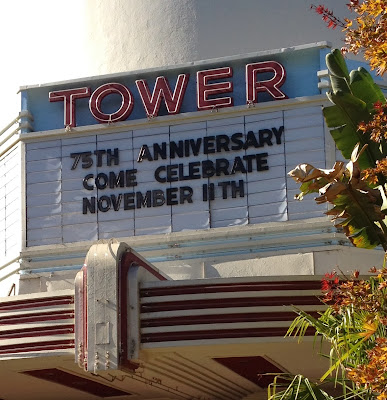 TOWER
75TH ANNIVERSARY
COME CELEBRATE
NOVEMBER 11TH